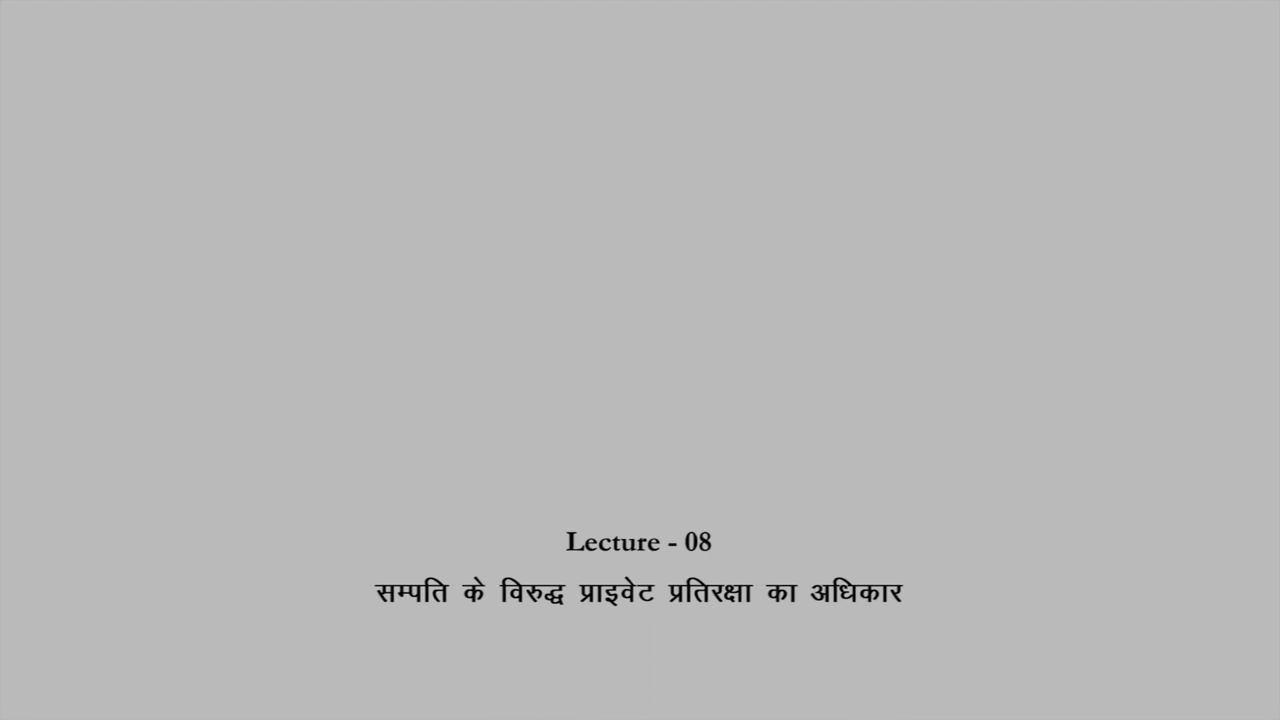 Lecture - 08
सम्पति के विरुद्ध प्राइवेट प्रतिरक्षा का अधिकार